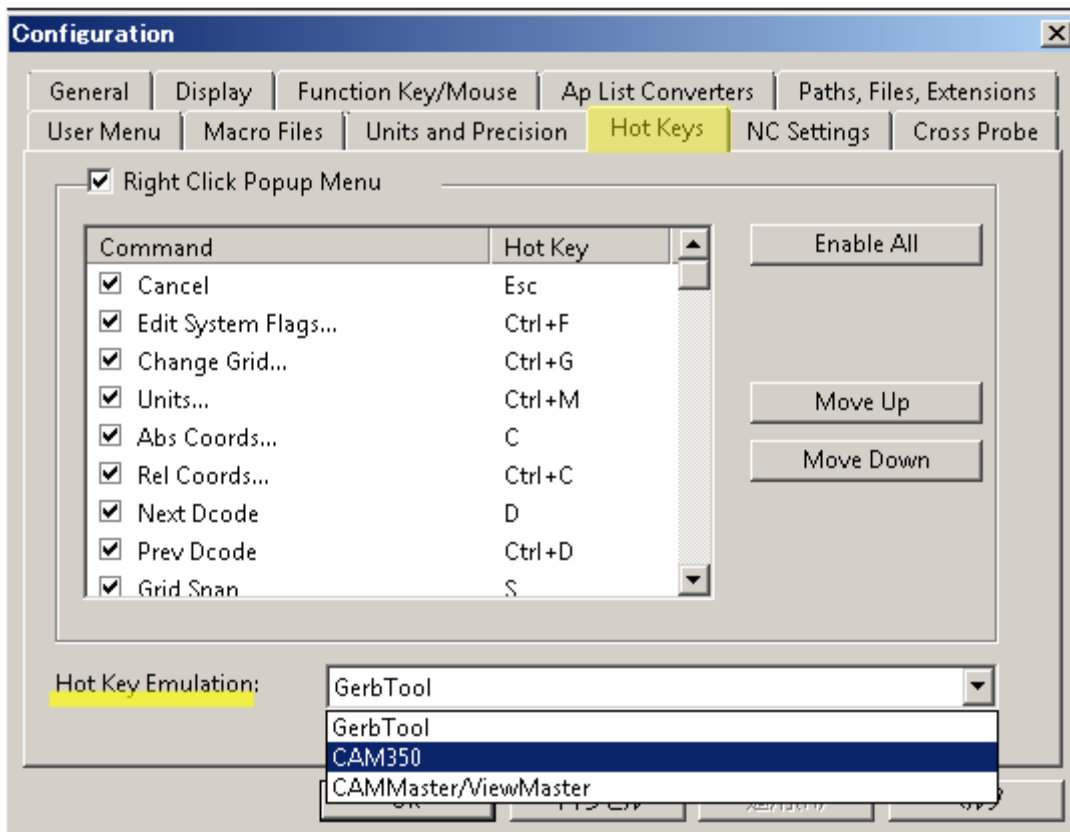 Configuration
General Display Function Key/Mouse Ap List Converters Paths, Files, Extensions
User Menu Macro Files Units and Precision Hot Keys NC Settings Cross Probe
Right Click Popup Menu
Command Hot Key
Enable All
Cancel Esc
Edit System Flags... Ctrl+F
Change Grid... Ctrl+G
Units... Ctrl+M
Move Up
Abs Coords... C
Rel Coords... Ctrl+C
Move Down
Next Dcode D
Prev Dcode Ctrl+D
Grid Snap S
Hot Key Emulation: GerbTool
GerbTool
CAM350
CAMMaster/ViewMaster